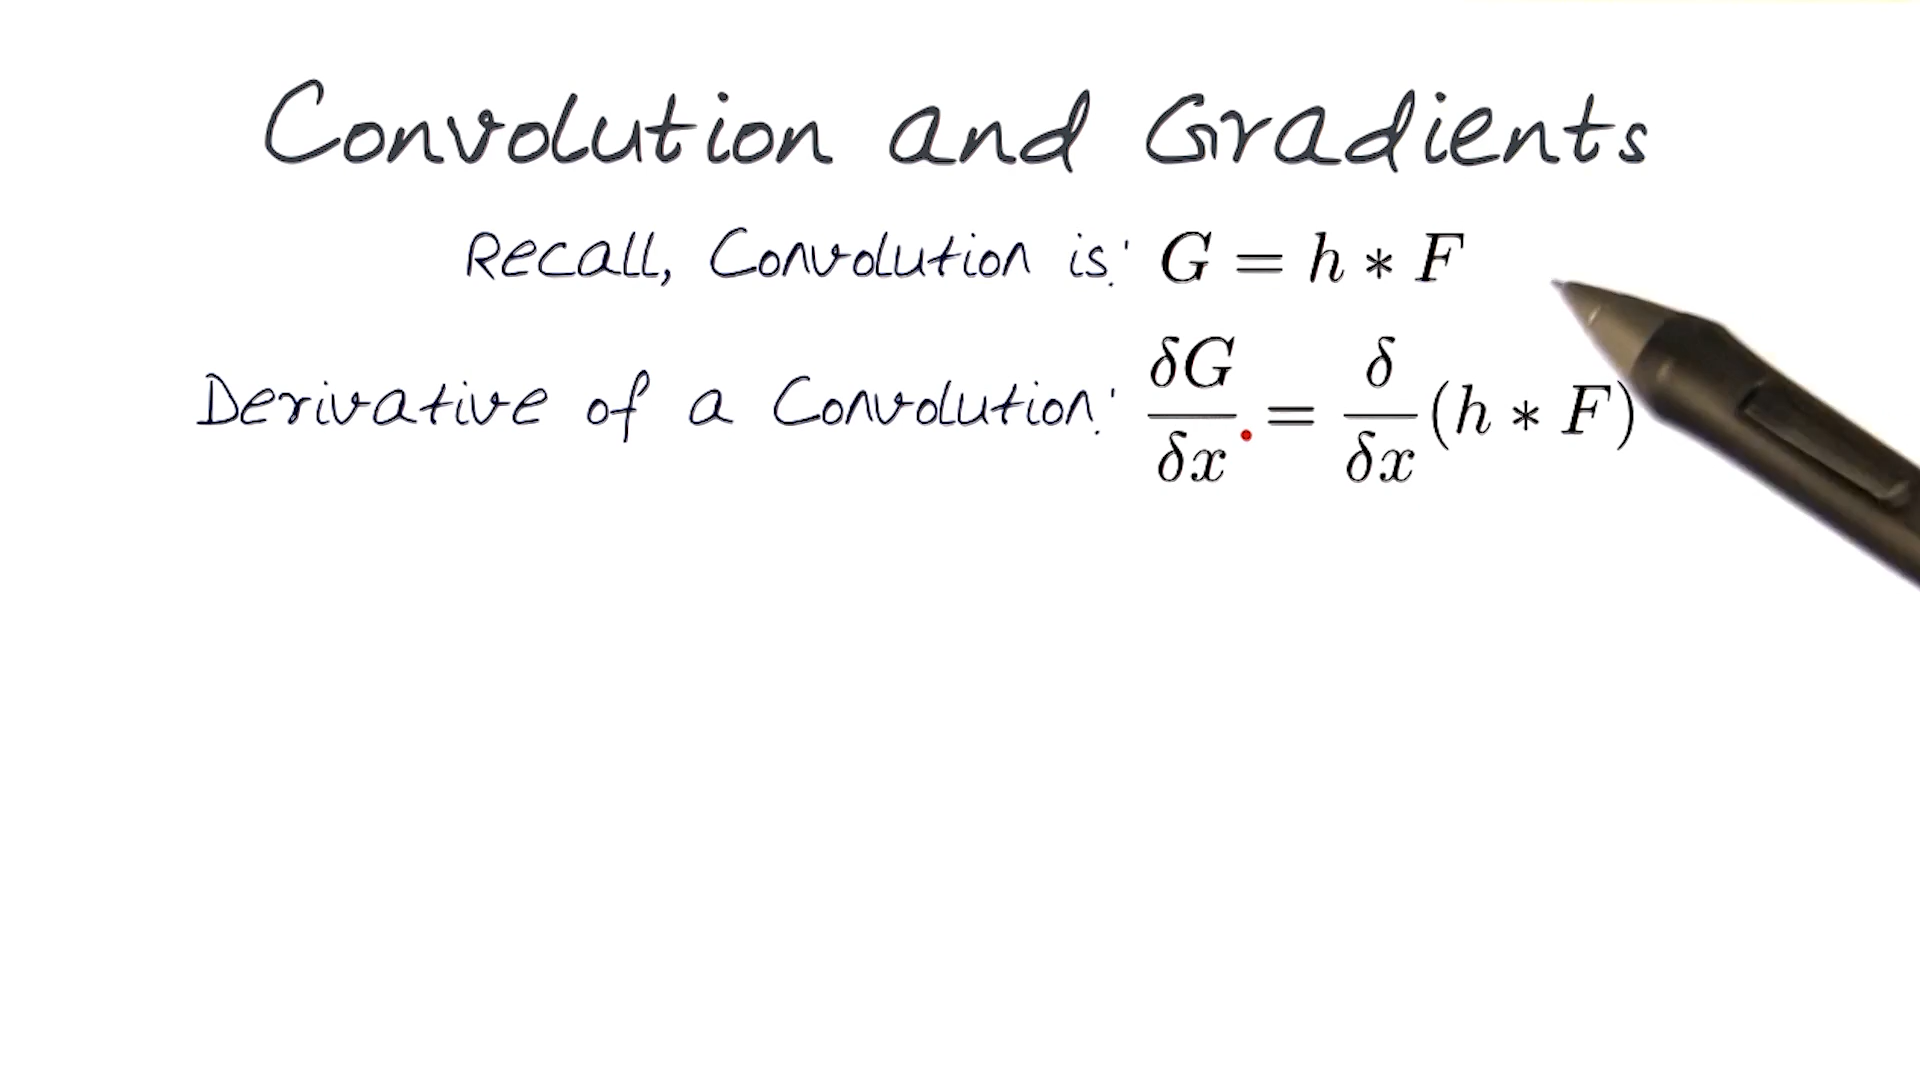 Convolution and Gradients
Recall, Convolution is: G = h * F
Derivative of a Convolution: δG/δx = δ/δx (h * F)